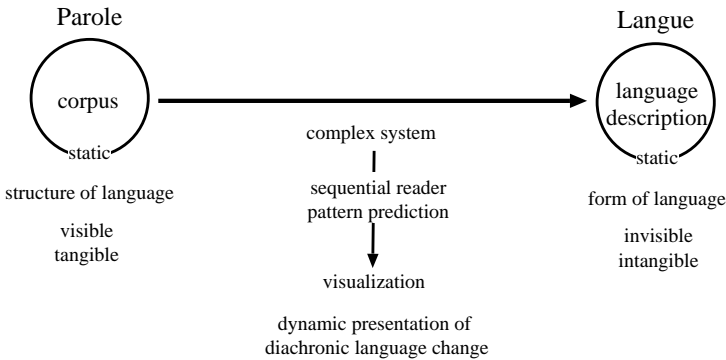 Parole
corpus
static
structure of language
visible
tangible
complex system
sequential reader
pattern prediction
visualization
dynamic presentation of
diachronic language change
Langue
language
description
static
form of language
invisible
intangible